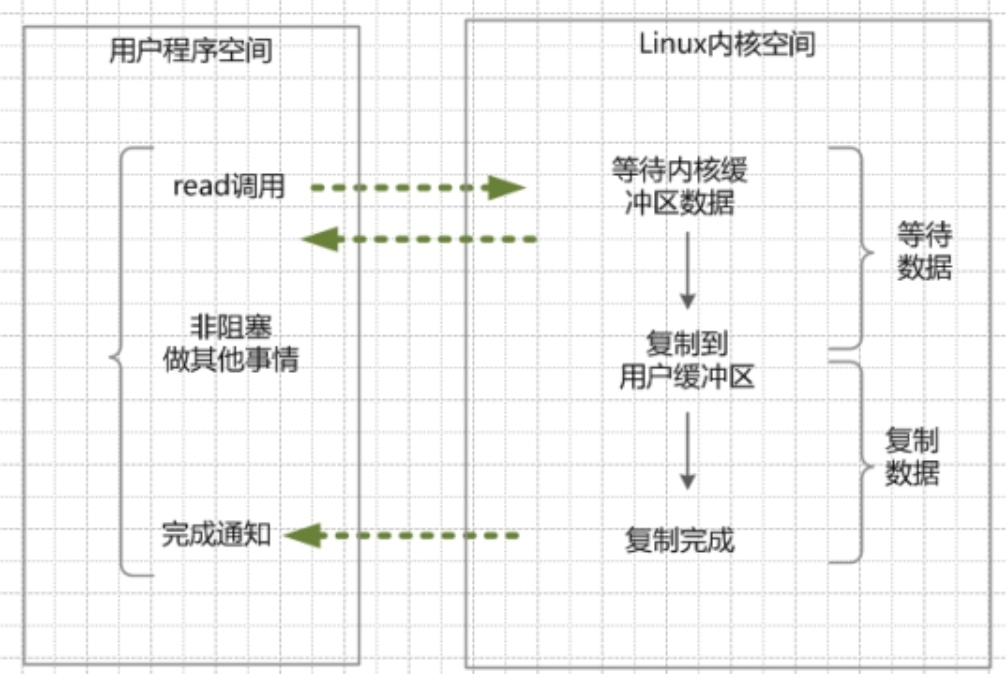 用户程序空间
Linux内核空间
read调用
等待内核缓
冲区数据
等待
数据
非阻塞
做其他事情
复制到
用户缓冲区
复制
数据
完成通知
复制完成